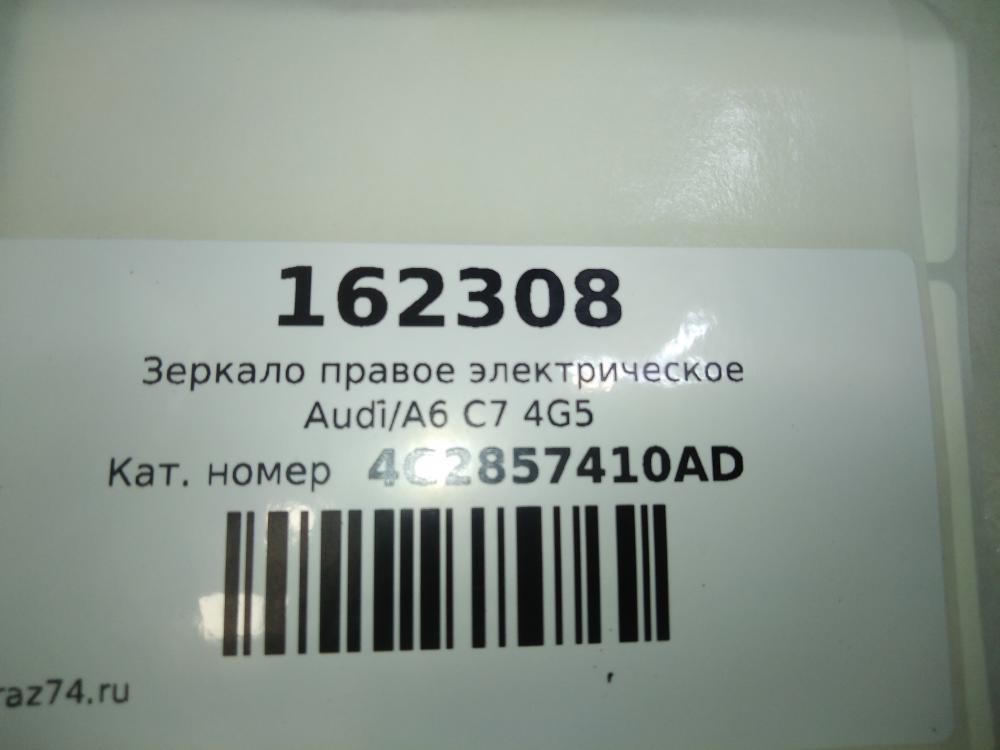 162308
Зеркало правое электрическое
Audi/A6 C7 4G5
Кат. номер 4G2857410AD
raz74.ru